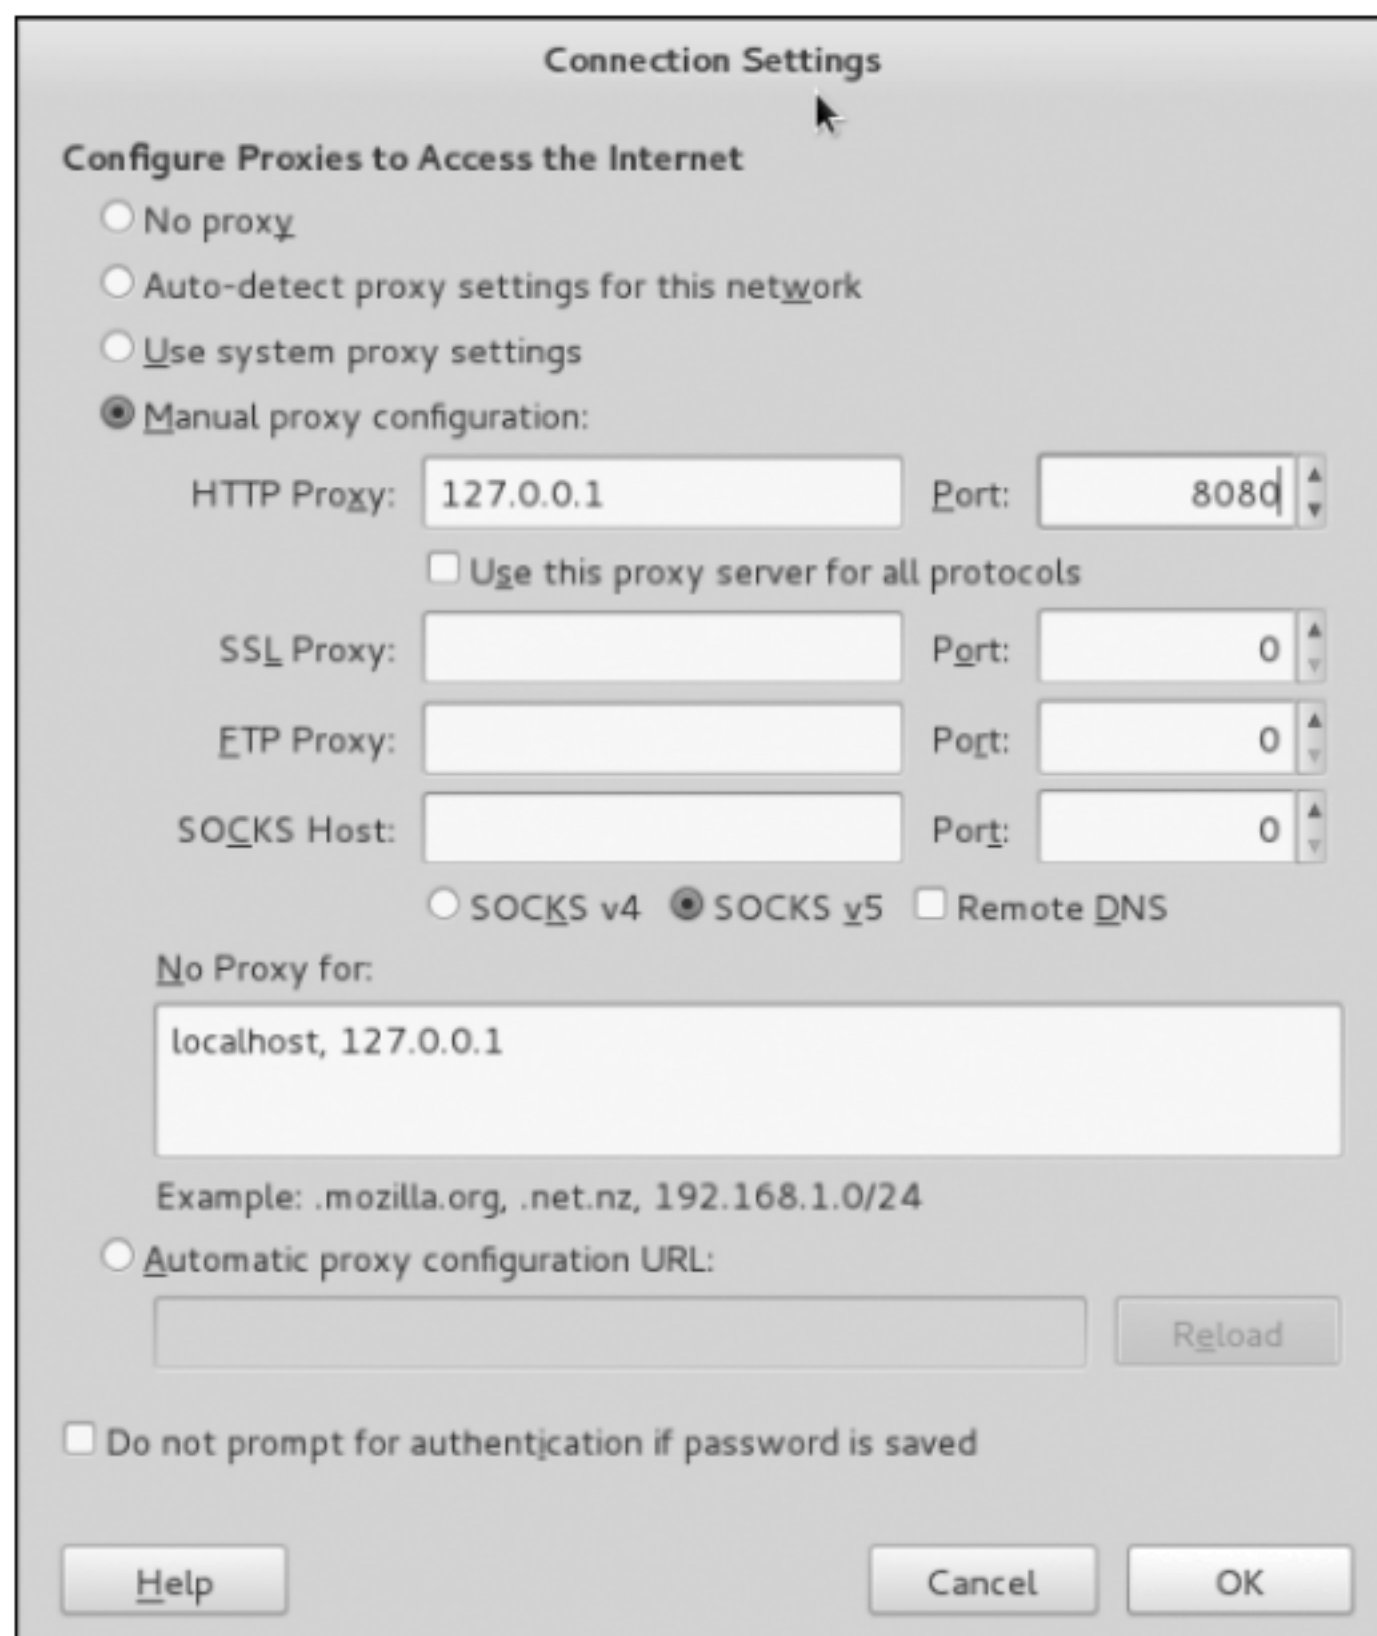 Connection Settings
Configure Proxies to Access the Internet
No proxy
Auto-detect proxy settings for this network
Use system proxy settings
Manual proxy configuration:
HTTP Proxy: 127.0.0.1 Port: 8080
Use this proxy server for all protocols
SSL Proxy: Port: 0
FTP Proxy: Port: 0
SOCKS Host: Port: 0
SOCKS v4 SOCKS v5 Remote DNS
No Proxy for:
localhost, 127.0.0.1
Example: .mozilla.org, .net.nz, 192.168.1.0/24
Automatic proxy configuration URL:
Reload
Do not prompt for authentication if password is saved
Help Cancel OK